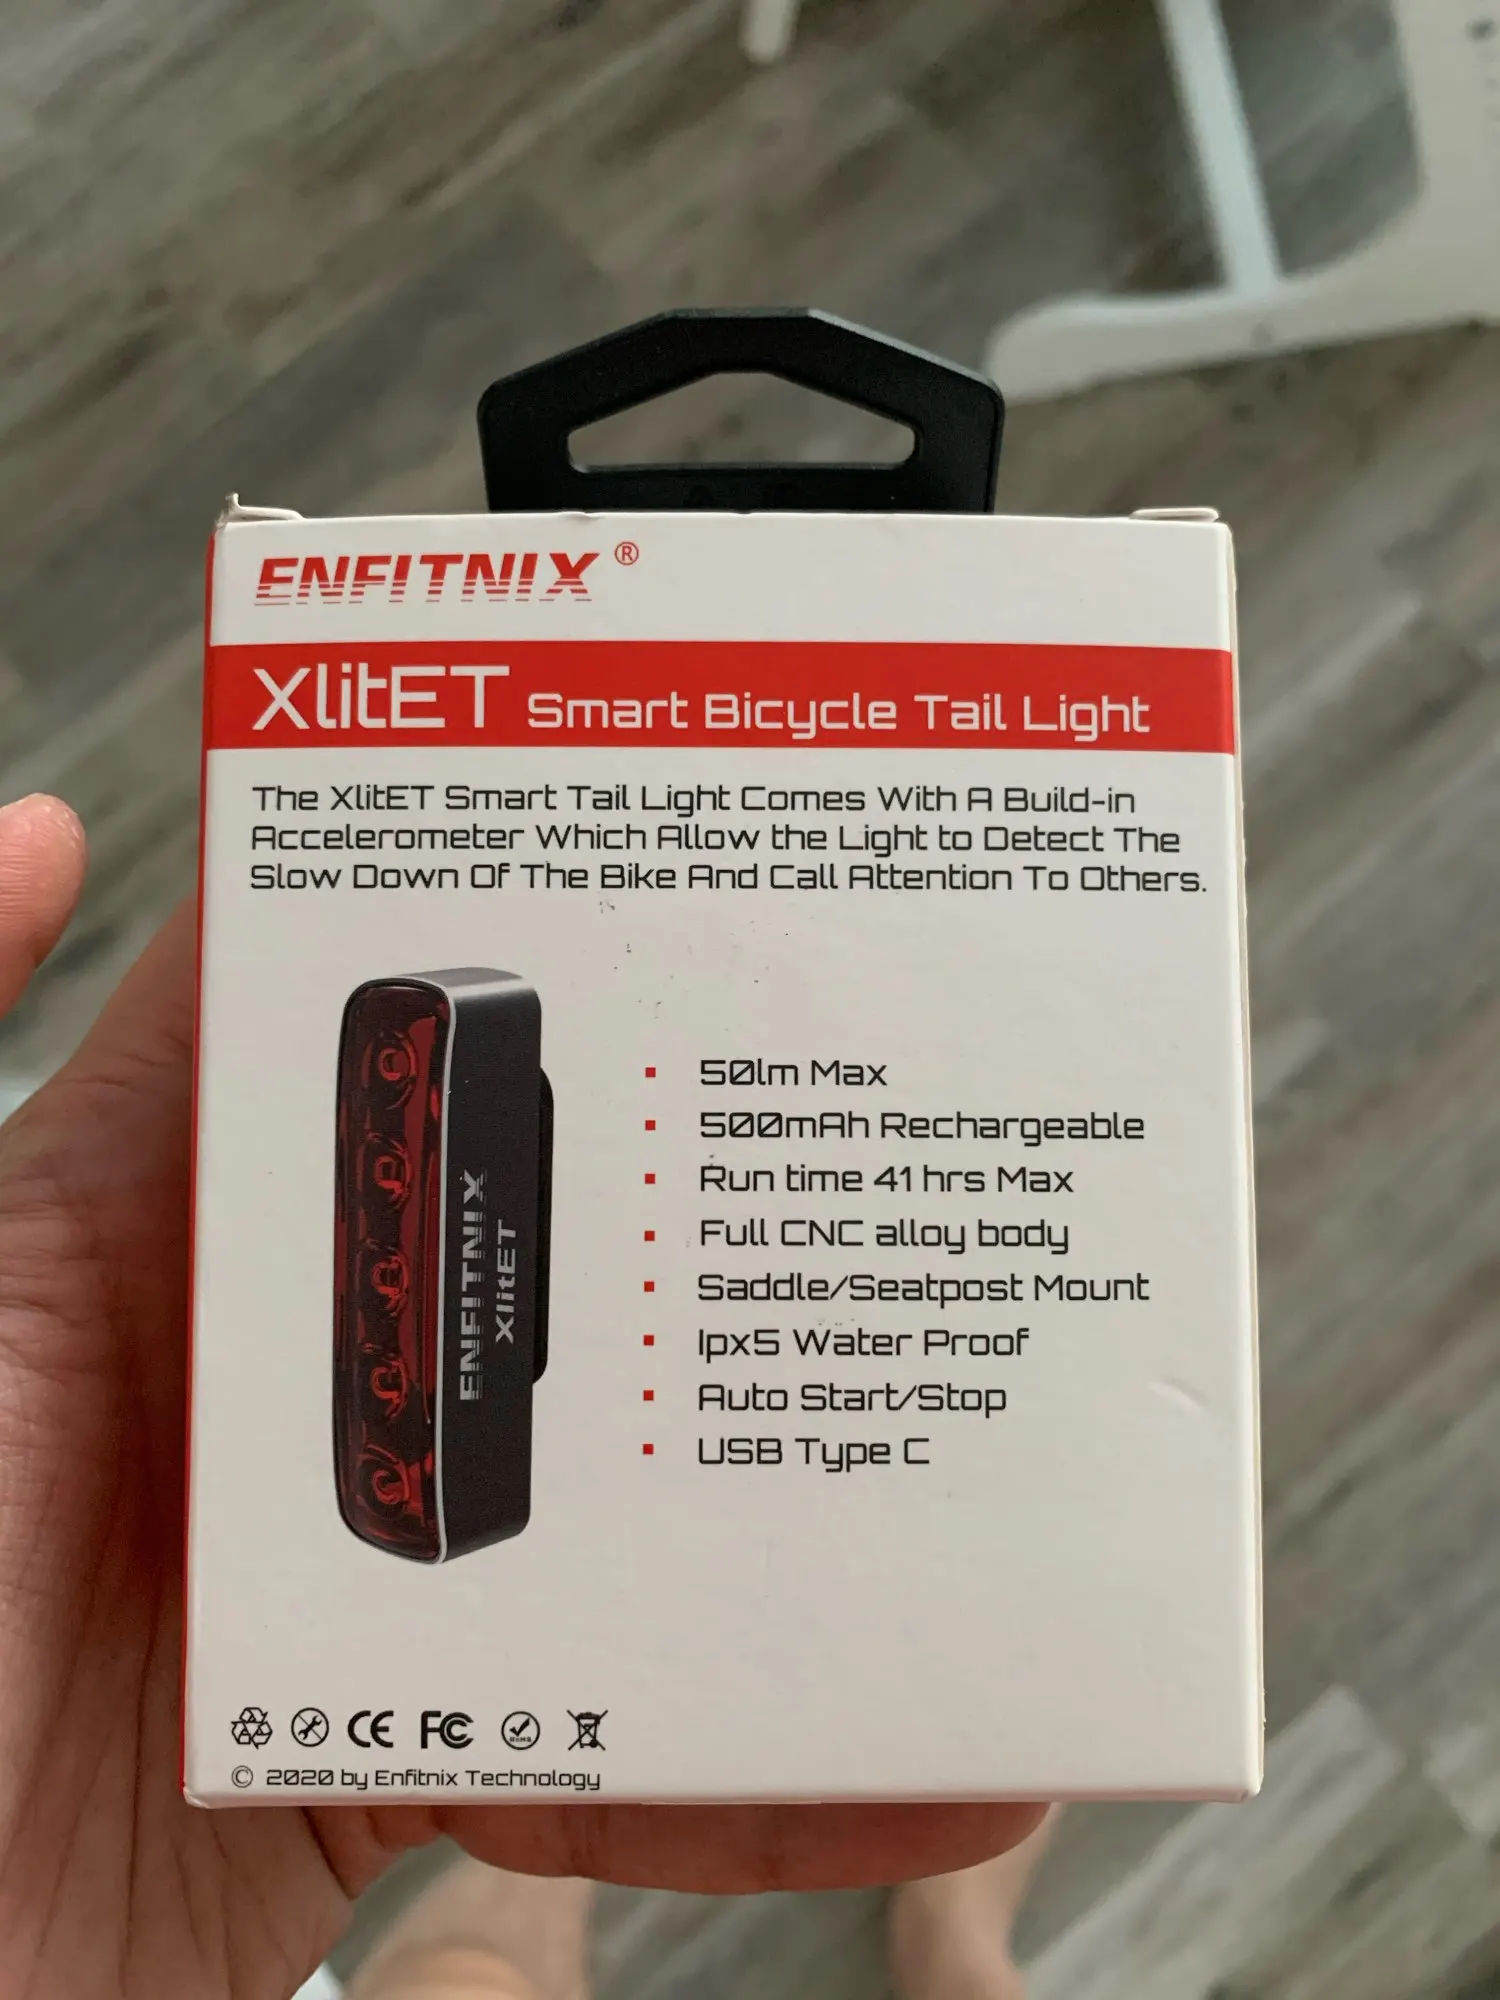 ENFITNIX ®
XlitET Smart Bicycle Tail Light
The XlitET Smart Tail Light Comes With A Build-in
Accelerometer Which Allow the Light to Detect The
Slow Down Of The Bike And Call Attention To Others.
ENFITNIX
XlitET
50lm Max
500mAh Rechargeable
Run time 41 hrs Max
Full CNC alloy body
Saddle/Seatpost Mount
Ipx5 Water Proof
Auto Start/Stop
USB Type C
CE FC RoHS
© 2020 by Enfitnix Technology